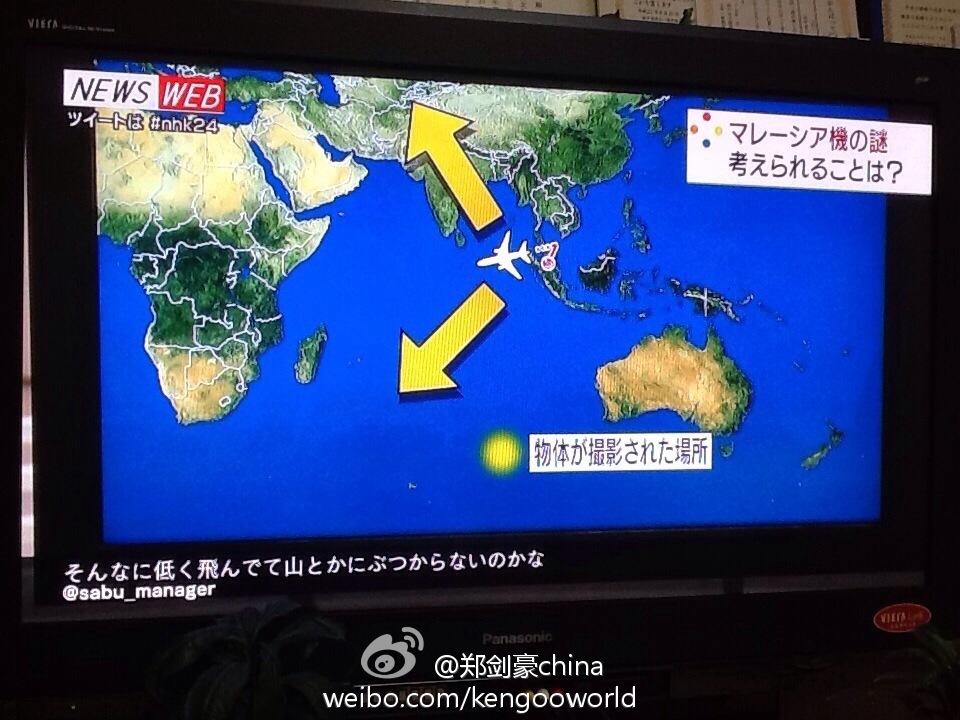 VIERA
NEWS WEB
ツイートは #nhk24
マレーシア機の謎
考えられることは?
物体が撮影された場所
そんなに低く飛んでて山とかにぶつからないのかな
@sabu_manager
VIERA Link
Panasonic
@郑剑豪china
weibo.com/kengooworld